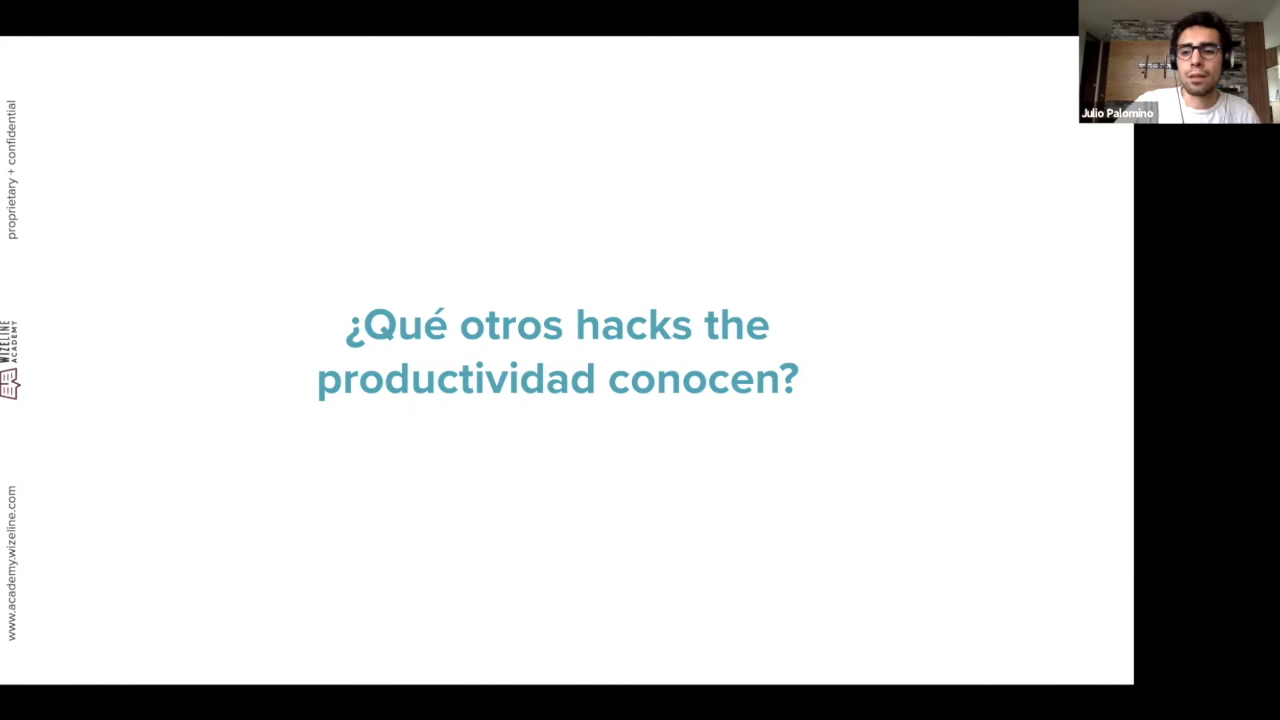 proprietary + confidential
WIZELINE
ACADEMY
www.academy.wizeline.com
¿Qué otros hacks the
productividad conocen?
Julio Palomino